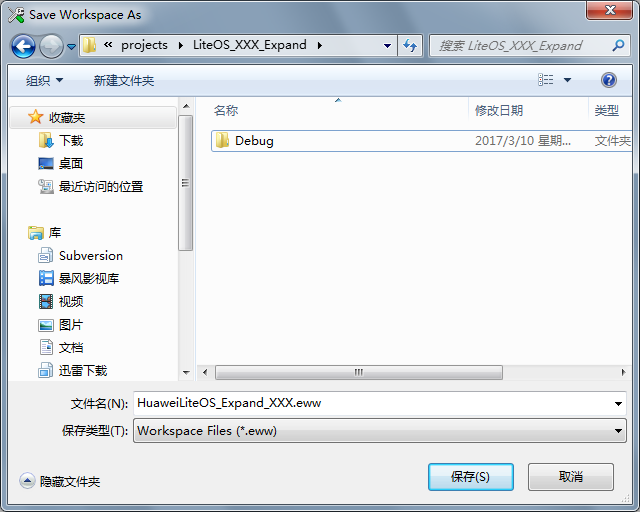 Save Workspace As
« projects ▸ LiteOS_XXX_Expand ▸
搜索 LiteOS_XXX_Expand
组织 新建文件夹
名称 修改日期 类型
收藏夹
下载
桌面
最近访问的位置
库
Subversion
暴风影视库
视频
图片
文档
迅雷下载
Debug 2017/3/10 星期... 文件夹
文件名(N): HuaweiLiteOS_Expand_XXX.eww
保存类型(T): Workspace Files (*.eww)
隐藏文件夹 保存(S) 取消